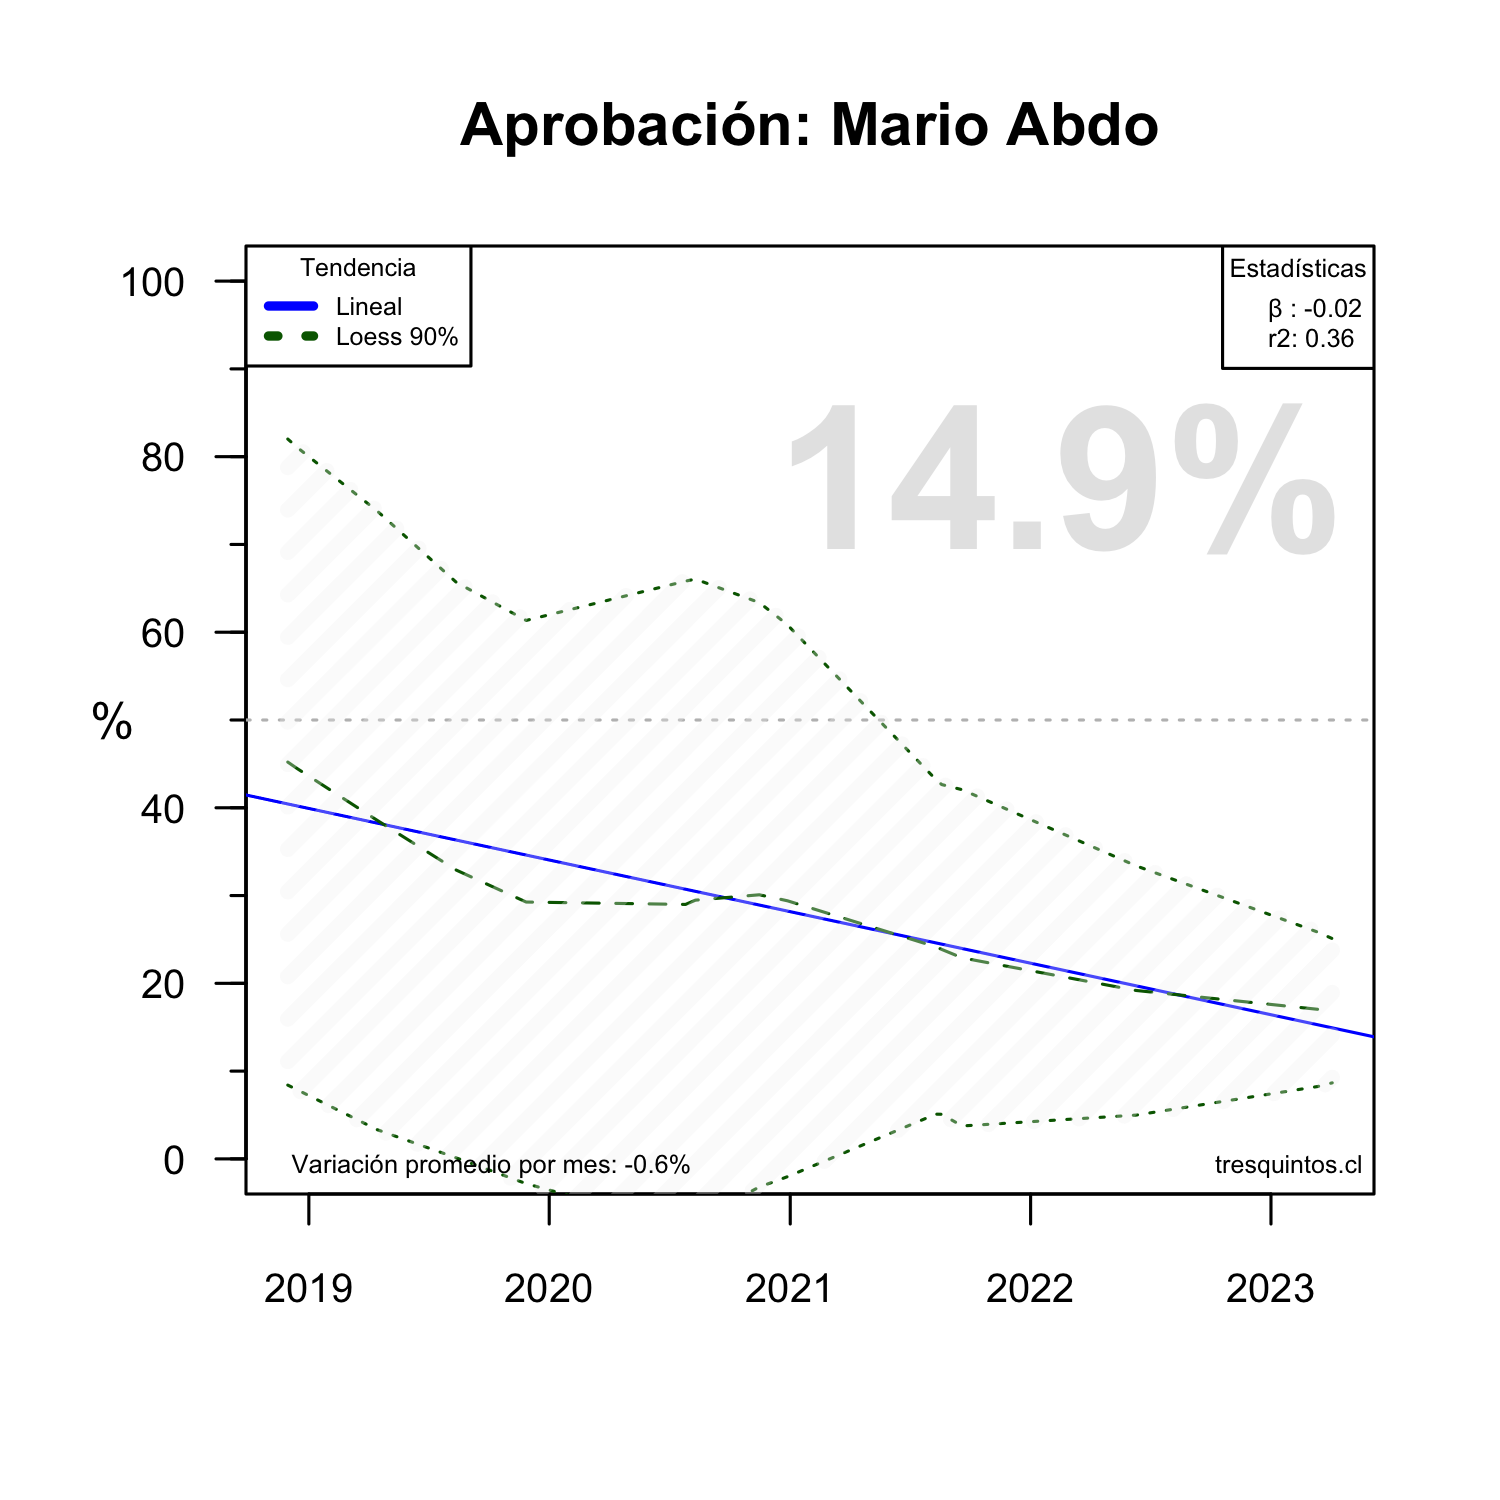 Aprobación: Mario Abdo
Tendencia
Lineal
Loess 90%
Estadísticas
β : -0.02
r2: 0.36
14.9%
100
80
60
%
40
20
0
Variación promedio por mes: -0.6%
tresquintos.cl
2019 2020 2021 2022 2023